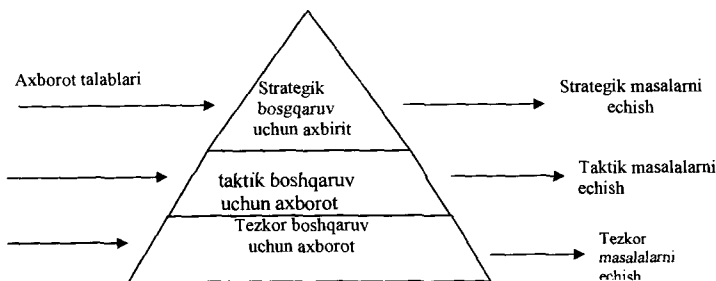 Axborot talablari
Strategik
bosgqaruv
uchun axbirit
Strategik masalarni
echish
taktik boshqaruv
uchun axborot
Taktik masalalarni
echish
Tezkor boshqaruv
uchun axborot
Tezkor
masalalarni
echish